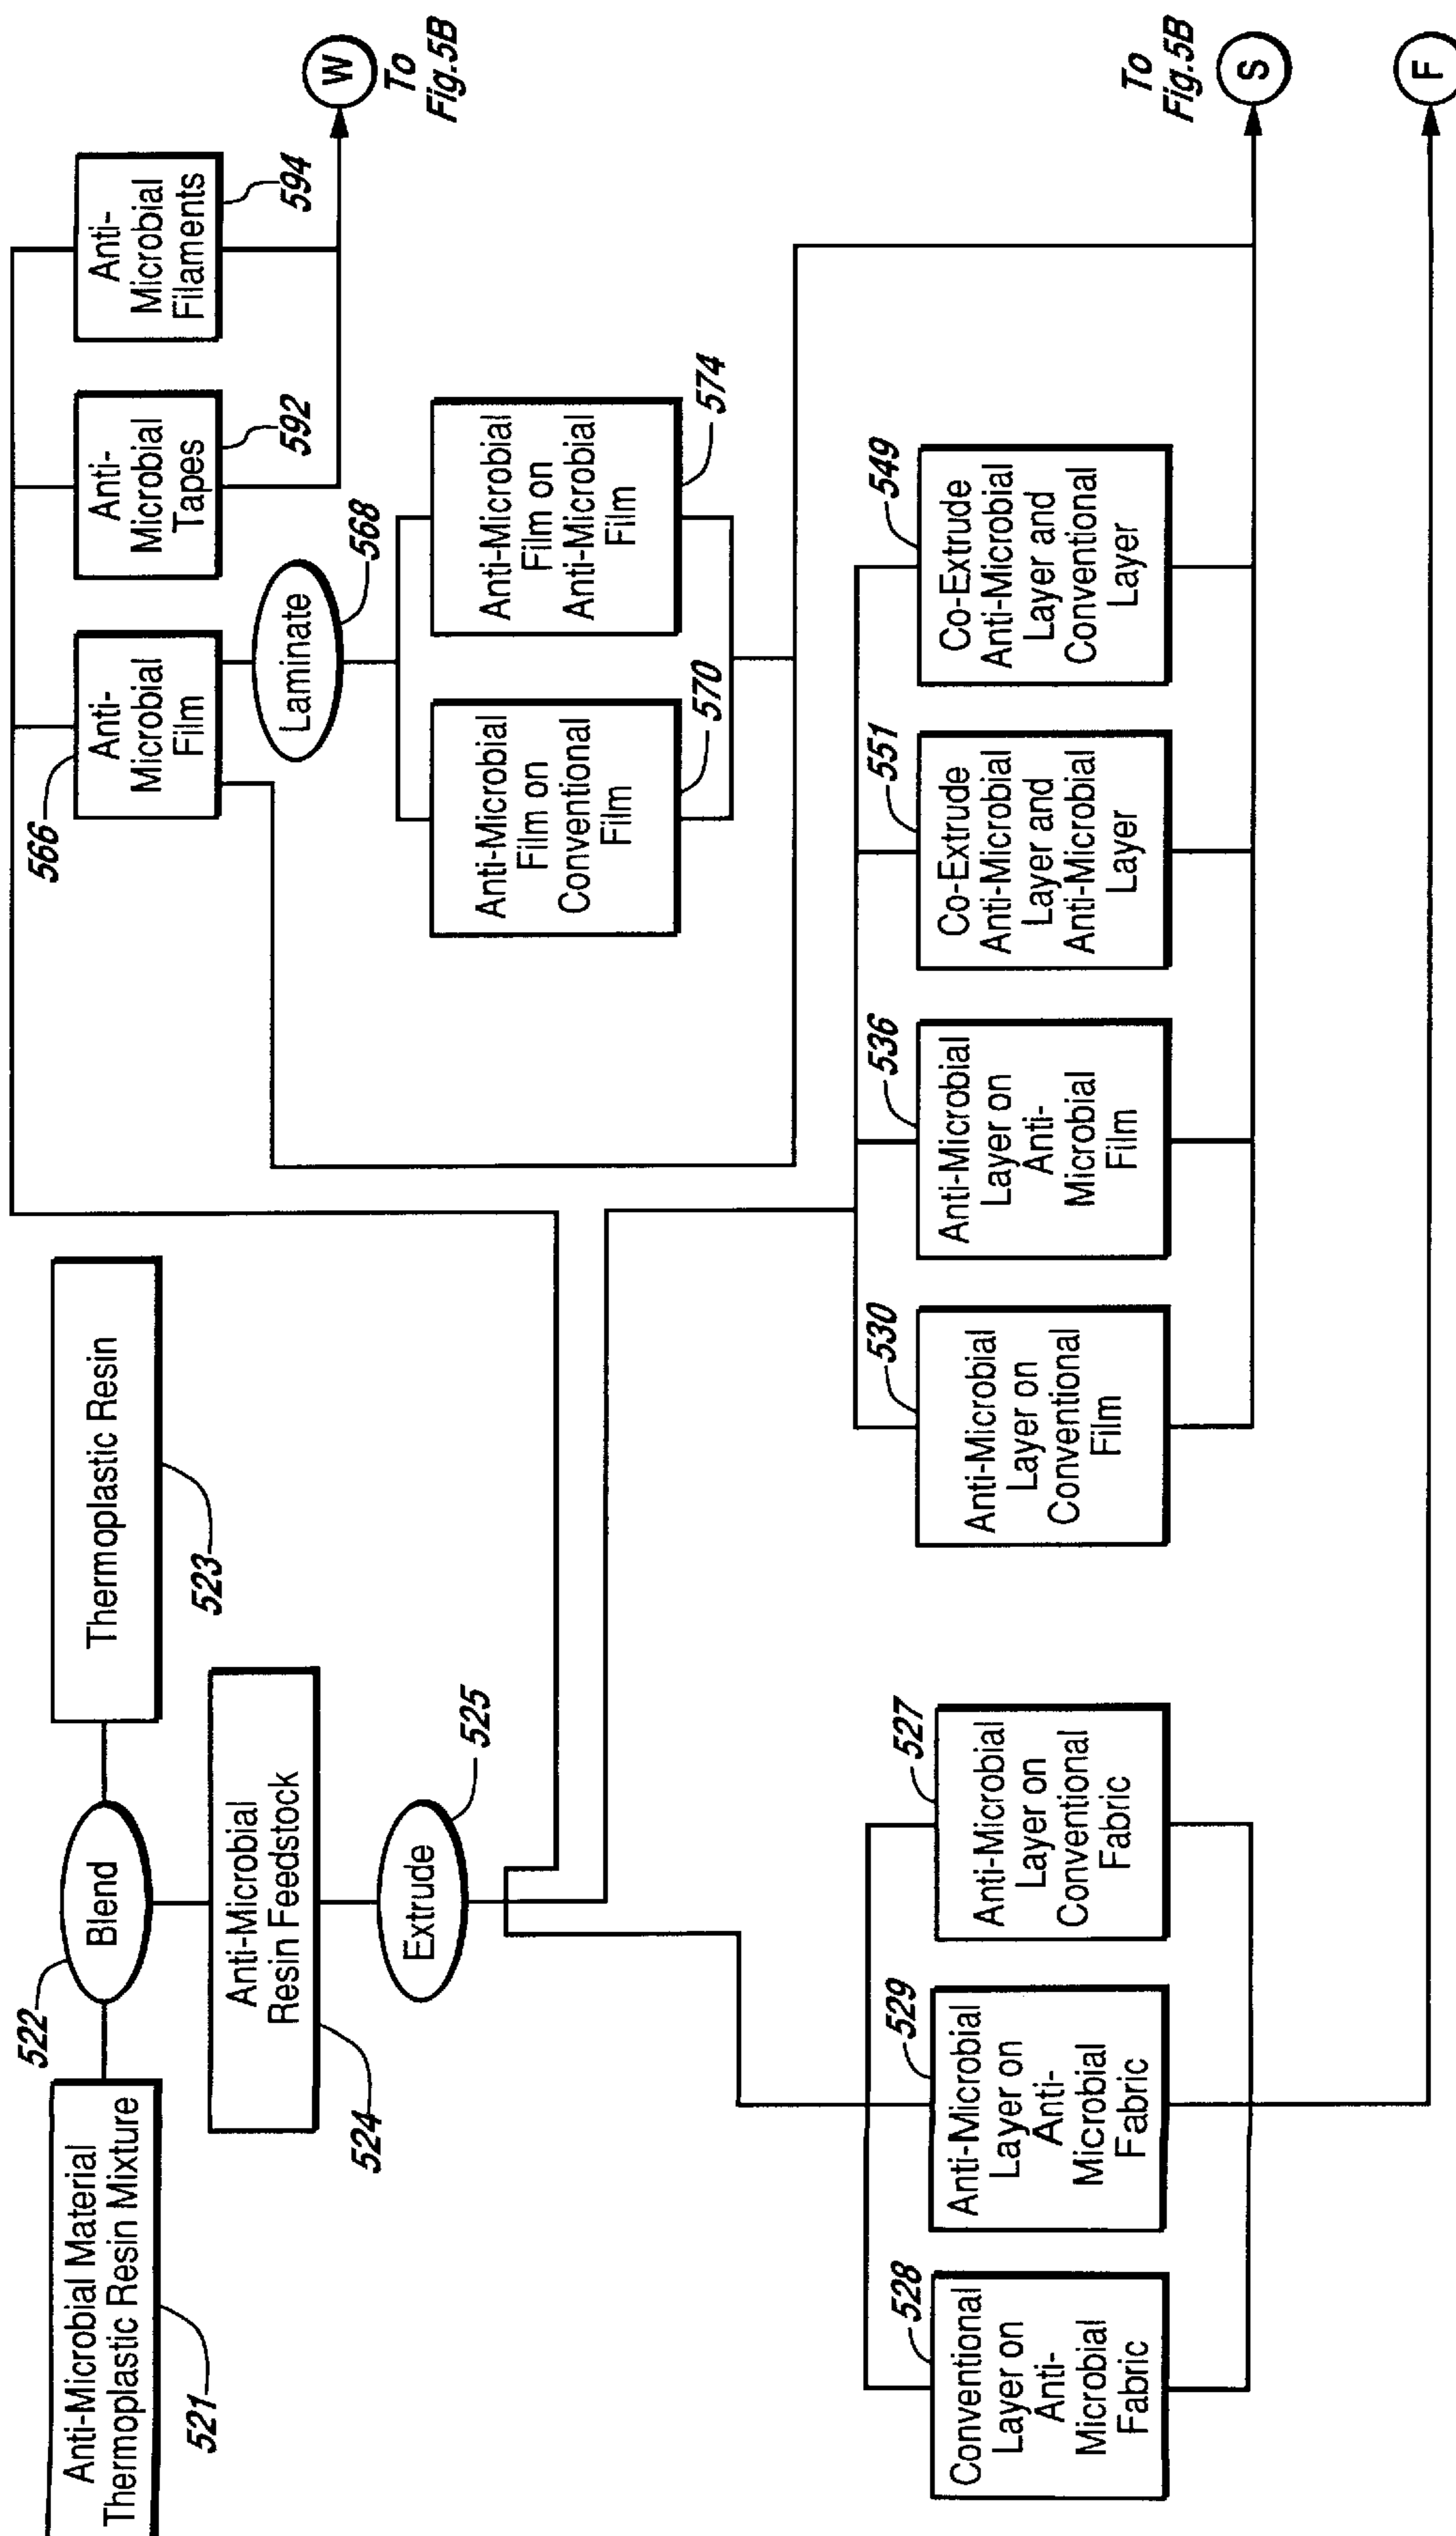 Anti-Microbial Material
Thermoplastic Resin Mixture
521
522
Blend
Thermoplastic Resin
523
Anti-Microbial
Resin Feedstock
524
Extrude
525
566
Anti-
Microbial
Film
Anti-
Microbial
Tapes
592
Anti-
Microbial
Filaments
594
W
To
Fig.5B
Laminate
568
Anti-Microbial
Film on
Conventional
Film
570
Anti-Microbial
Film on
Anti-Microbial
Film
574
528
Conventional
Layer on
Anti-
Microbial
Fabric
529
Anti-Microbial
Layer on
Anti-
Microbial
Fabric
527
Anti-Microbial
Layer on
Conventional
Fabric
530
Anti-Microbial
Layer on
Conventional
Film
536
Anti-Microbial
Layer on
Anti-
Microbial
Film
551
Co-Extrude
Anti-Microbial
Layer and
Anti-Microbial
Layer
549
Co-Extrude
Anti-Microbial
Layer and
Conventional
Layer
To
Fig.5B
S
F